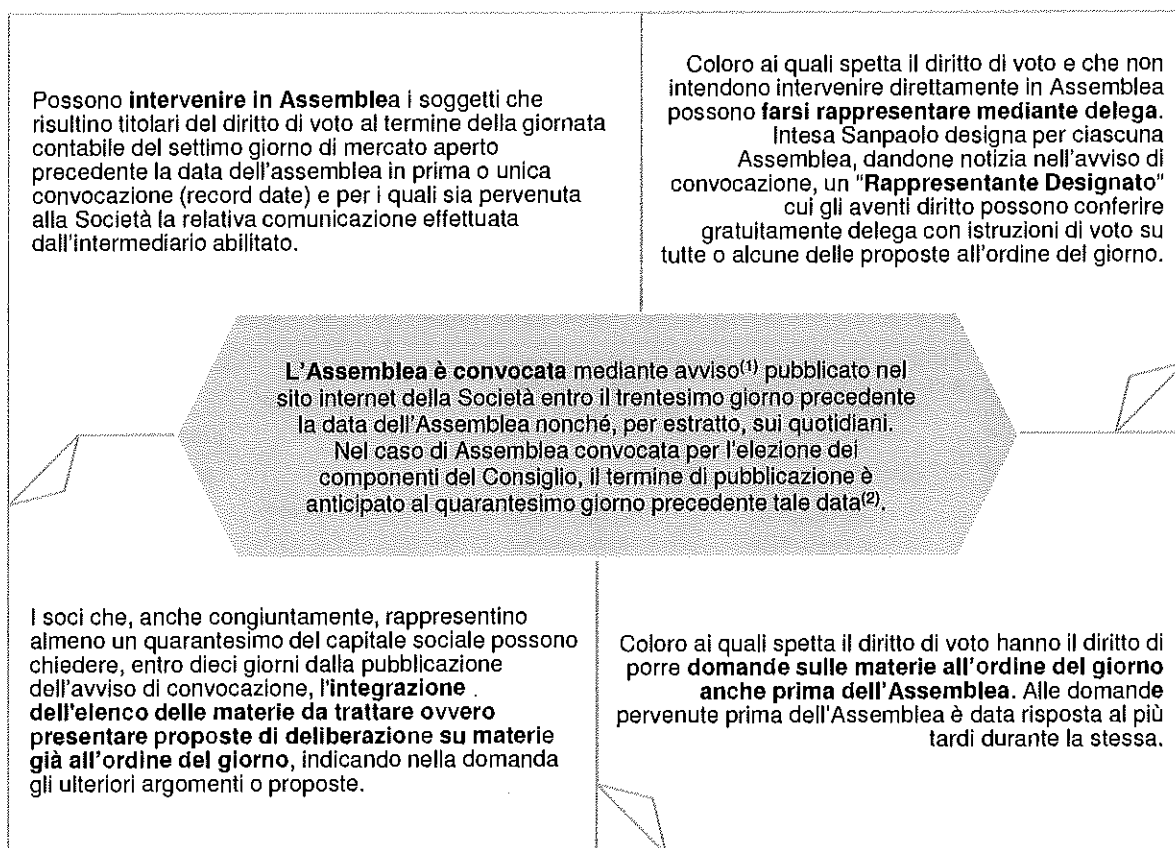 Possono intervenire in Assemblea i soggetti che
risultino titolari del diritto di voto al termine della giornata
contabile del settimo giorno di mercato aperto
precedente la data dell'assemblea in prima o unica
convocazione (record date) e per i quali sia pervenuta
alla Società la relativa comunicazione effettuata
dall'intermediario abilitato.
Coloro ai quali spetta il diritto di voto e che non
intendono intervenire direttamente in Assemblea
possono farsi rappresentare mediante delega.
Intesa Sanpaolo designa per ciascuna
Assemblea, dandone notizia nell'avviso di
convocazione, un "Rappresentante Designato"
cui gli aventi diritto possono conferire
gratuitamente delega con istruzioni di voto su
tutte o alcune delle proposte all'ordine del giorno.
L'Assemblea è convocata mediante avviso(1) pubblicato nel
sito internet della Società entro il trentesimo giorno precedente
la data dell'Assemblea nonché, per estratto, sui quotidiani.
Nel caso di Assemblea convocata per l'elezione dei
componenti del Consiglio, il termine di pubblicazione è
anticipato al quarantesimo giorno precedente tale data(2).
I soci che, anche congiuntamente, rappresentino
almeno un quarantesimo del capitale sociale possono
chiedere, entro dieci giorni dalla pubblicazione
dell'avviso di convocazione, l'integrazione
dell'elenco delle materie da trattare ovvero
presentare proposte di deliberazione su materie
già all'ordine del giorno, indicando nella domanda
gli ulteriori argomenti o proposte.
Coloro ai quali spetta il diritto di voto hanno il diritto di
porre domande sulle materie all'ordine del giorno
anche prima dell'Assemblea. Alle domande
pervenute prima dell'Assemblea è data risposta al più
tardi durante la stessa.